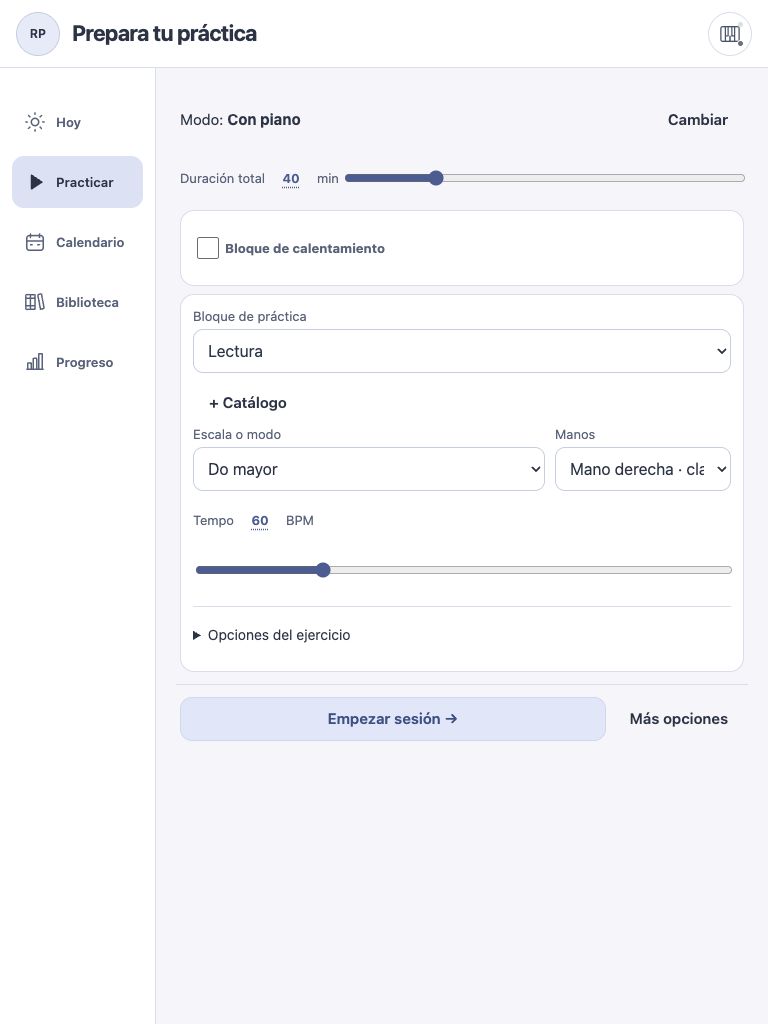 RP Prepara tu práctica
Hoy
Practicar
Calendario
Biblioteca
Progreso
Modo: Con piano Cambiar
Duración total 40 min
Bloque de calentamiento
Bloque de práctica
Lectura
+ Catálogo
Escala o modo Manos
Do mayor Mano derecha · cla
Tempo 60 BPM
Opciones del ejercicio
Empezar sesión → Más opciones